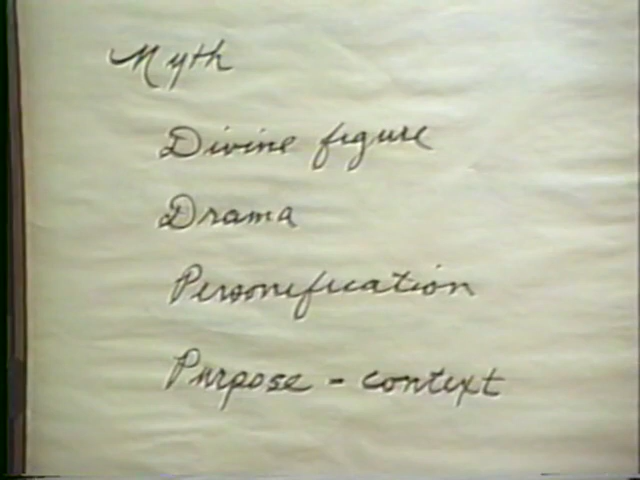 Myth
Divine figure
Drama
Personification
Purpose - context